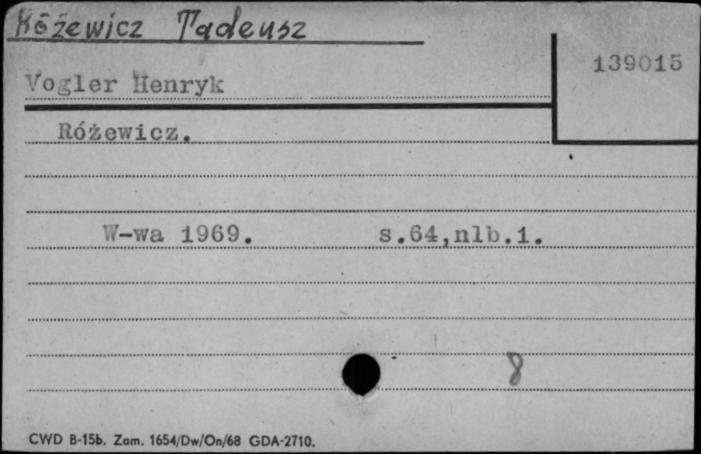 Różewicz Tadeusz
139015
Vogler Henryk
Różewicz.
W-wa 1969. s.64,nlb.1.
8
CWD B-15b. Zam. 1654/Dw/On/68 GDA-2710.